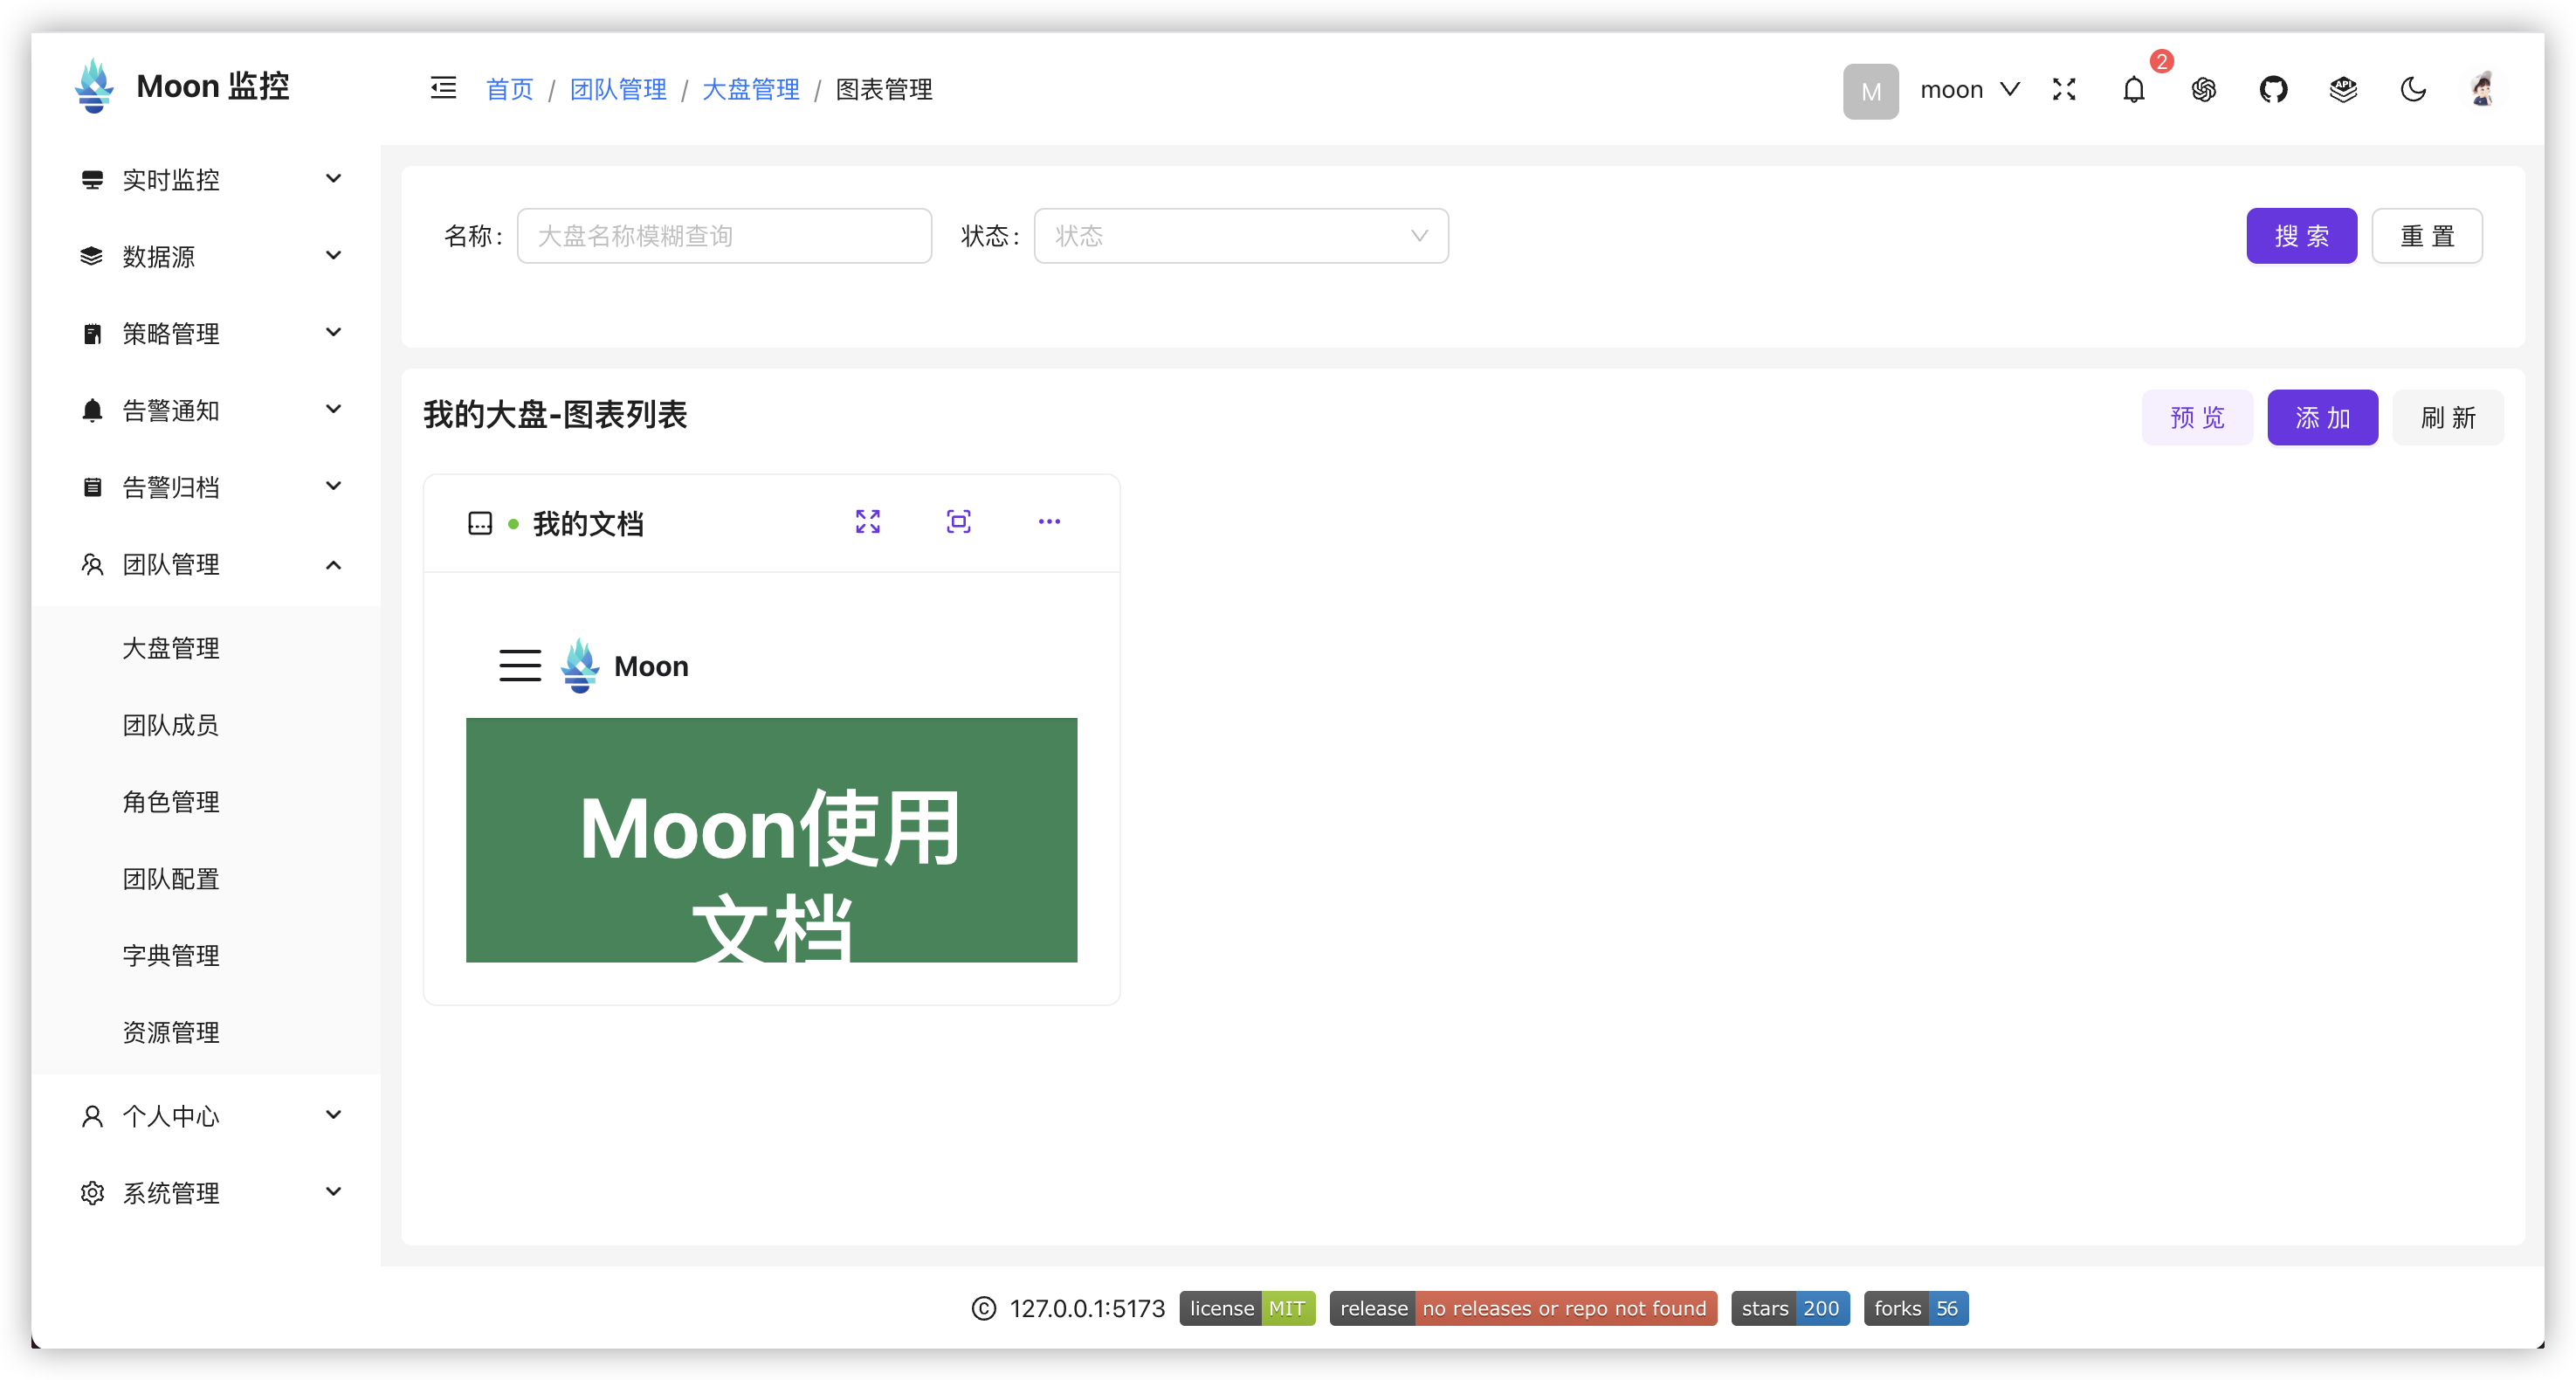 Moon 监控
首页 / 团队管理 / 大盘管理 / 图表管理
M moon
2
API
实时监控
数据源
策略管理
告警通知
告警归档
团队管理
大盘管理
团队成员
角色管理
团队配置
字典管理
资源管理
个人中心
系统管理
名称: 大盘名称模糊查询 状态: 状态
搜 索 重 置
我的大盘-图表列表
预 览 添 加 刷 新
我的文档
Moon
Moon使用
文档
© 127.0.0.1:5173 license MIT release no releases or repo not found stars 200 forks 56